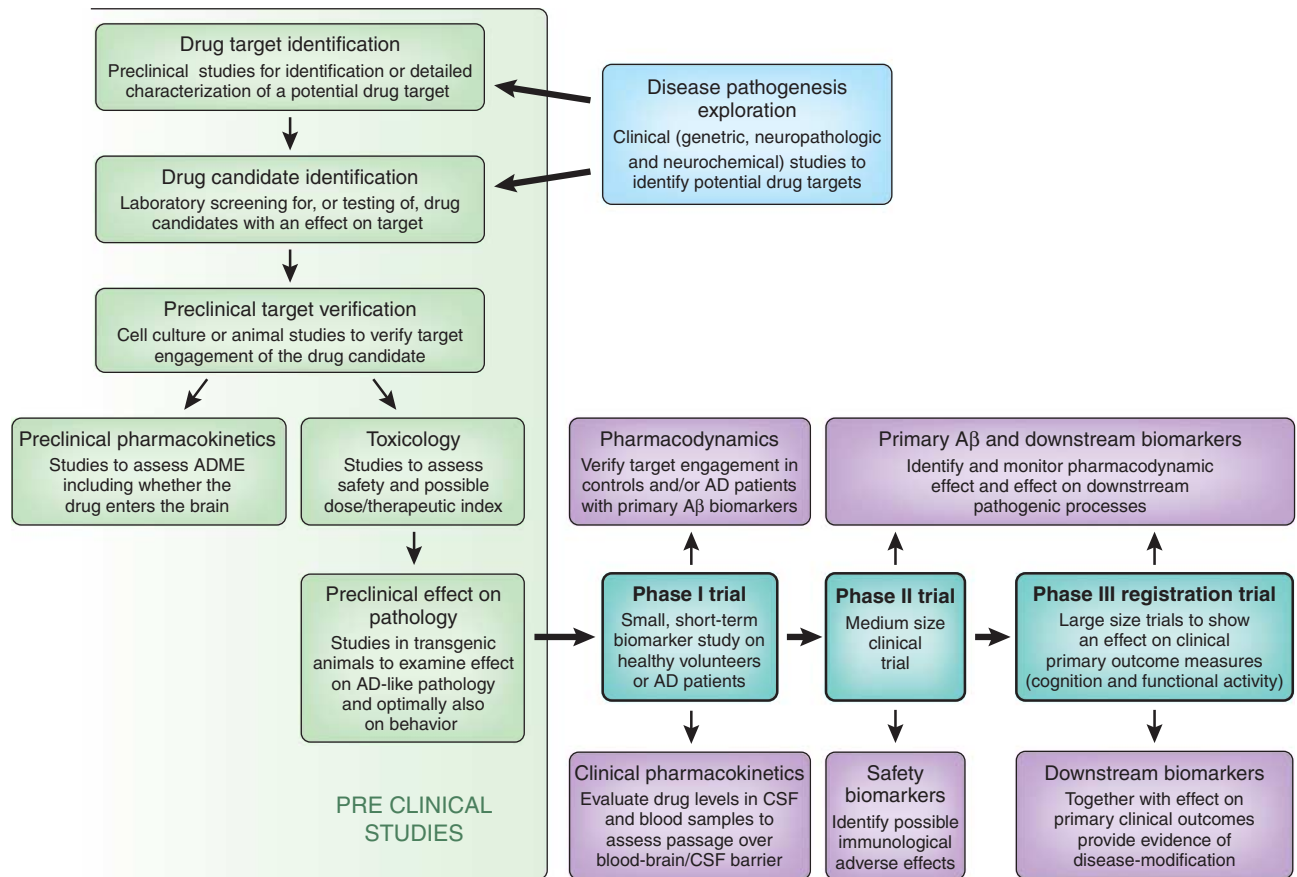 Drug target identification
Preclinical studies for identification or detailed
characterization of a potential drug target
Disease pathogenesis
exploration
Clinical (genetric, neuropathologic
and neurochemical) studies to
identify potential drug targets
Drug candidate identification
Laboratory screening for, or testing of, drug
candidates with an effect on target
Preclinical target verification
Cell culture or animal studies to verify target
engagement of the drug candidate
Preclinical pharmacokinetics
Studies to assess ADME
including whether the
drug enters the brain
Toxicology
Studies to assess
safety and possible
dose/therapeutic index
Pharmacodynamics
Verify target engagement in
controls and/or AD patients
with primary Aβ biomarkers
Primary Aβ and downstream biomarkers
Identify and monitor pharmacodynamic
effect and effect on downstrream
pathogenic processes
Preclinical effect on
pathology
Studies in transgenic
animals to examine effect
on AD-like pathology
and optimally also
on behavior
Phase I trial
Small, short-term
biomarker study on
healthy volunteers
or AD patients
Phase II trial
Medium size
clinical
trial
Phase III registration trial
Large size trials to show
an effect on clinical
primary outcome measures
(cognition and functional activity)
PRE CLINICAL
STUDIES
Clinical pharmacokinetics
Evaluate drug levels in CSF
and blood samples to
assess passage over
blood-brain/CSF barrier
Safety
biomarkers
Identify possible
immunological
adverse effects
Downstream biomarkers
Together with effect on
primary clinical outcomes
provide evidence of
disease-modification